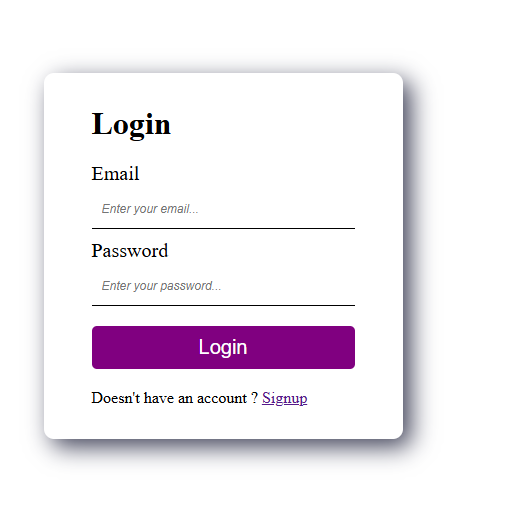 Login
Email
Enter your email...
Password
Enter your password...
Login
Doesn't have an account ? Signup